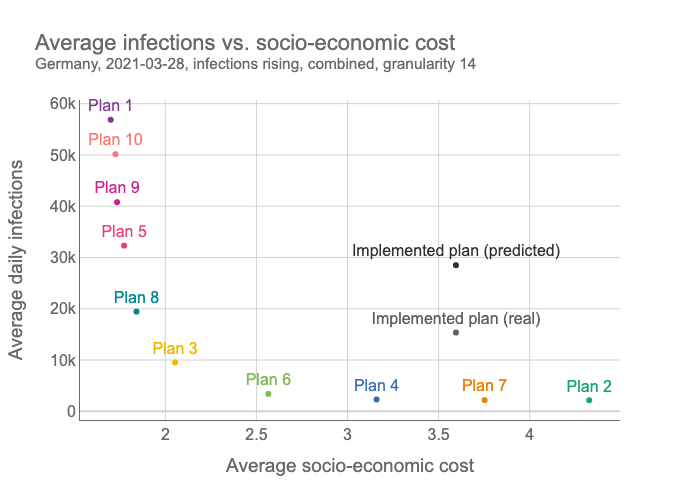 Average infections vs. socio-economic cost
Germany, 2021-03-28, infections rising, combined, granularity 14
60k
50k
40k
30k
20k
10k
0
Average daily infections
Plan 1
Plan 10
Plan 9
Plan 5
Implemented plan (predicted)
Plan 8
Implemented plan (real)
Plan 3
Plan 6
Plan 4
Plan 7
Plan 2
2
2.5
3
3.5
4
Average socio-economic cost